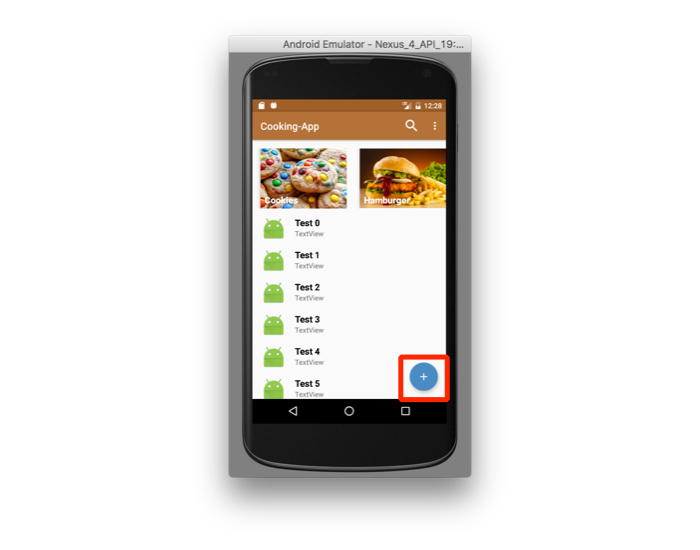 Android Emulator - Nexus_4_API_19:...
12:28
Cooking-App
Cookies
Hamburger
Test 0
TextView
Test 1
TextView
Test 2
TextView
Test 3
TextView
Test 4
TextView
Test 5
TextView
+